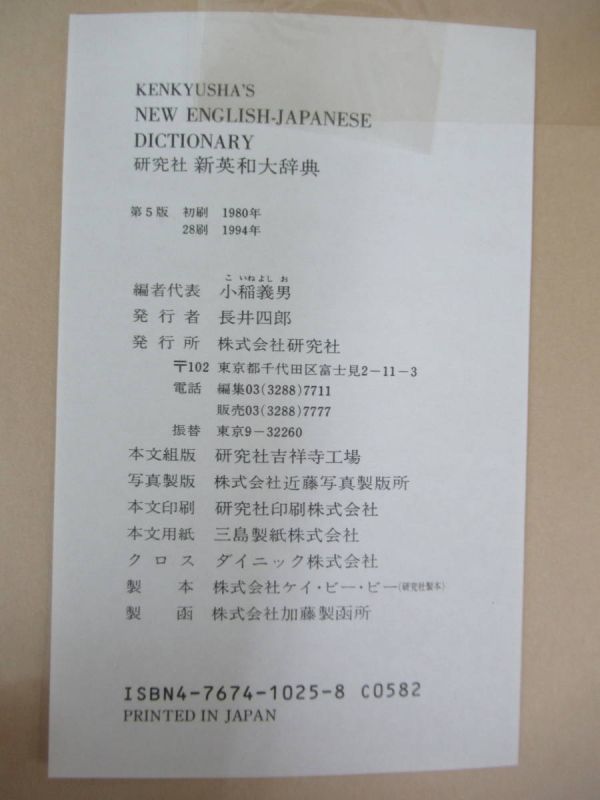 KENKYUSHA'S
NEW ENGLISH-JAPANESE
DICTIONARY
研究社 新英和大辞典
第5版 初刷 1980年
28刷 1994年
こ いね よし お
編者代表 小稲義男
発行者 長井四郎
発行所 株式会社研究社
〒102 東京都千代田区富士見2-11-3
電話 編集03(3288)7711
販売03(3288)7777
振替 東京9-32260
本文組版 研究社吉祥寺工場
写真製版 株式会社近藤写真製版所
本文印刷 研究社印刷株式会社
本文用紙 三島製紙株式会社
クロス ダイニック株式会社
製本 株式会社ケイ・ビー・ビー(研究社製本)
製函 株式会社加藤製函所
ISBN4-7674-1025-8 C0582
PRINTED IN JAPAN